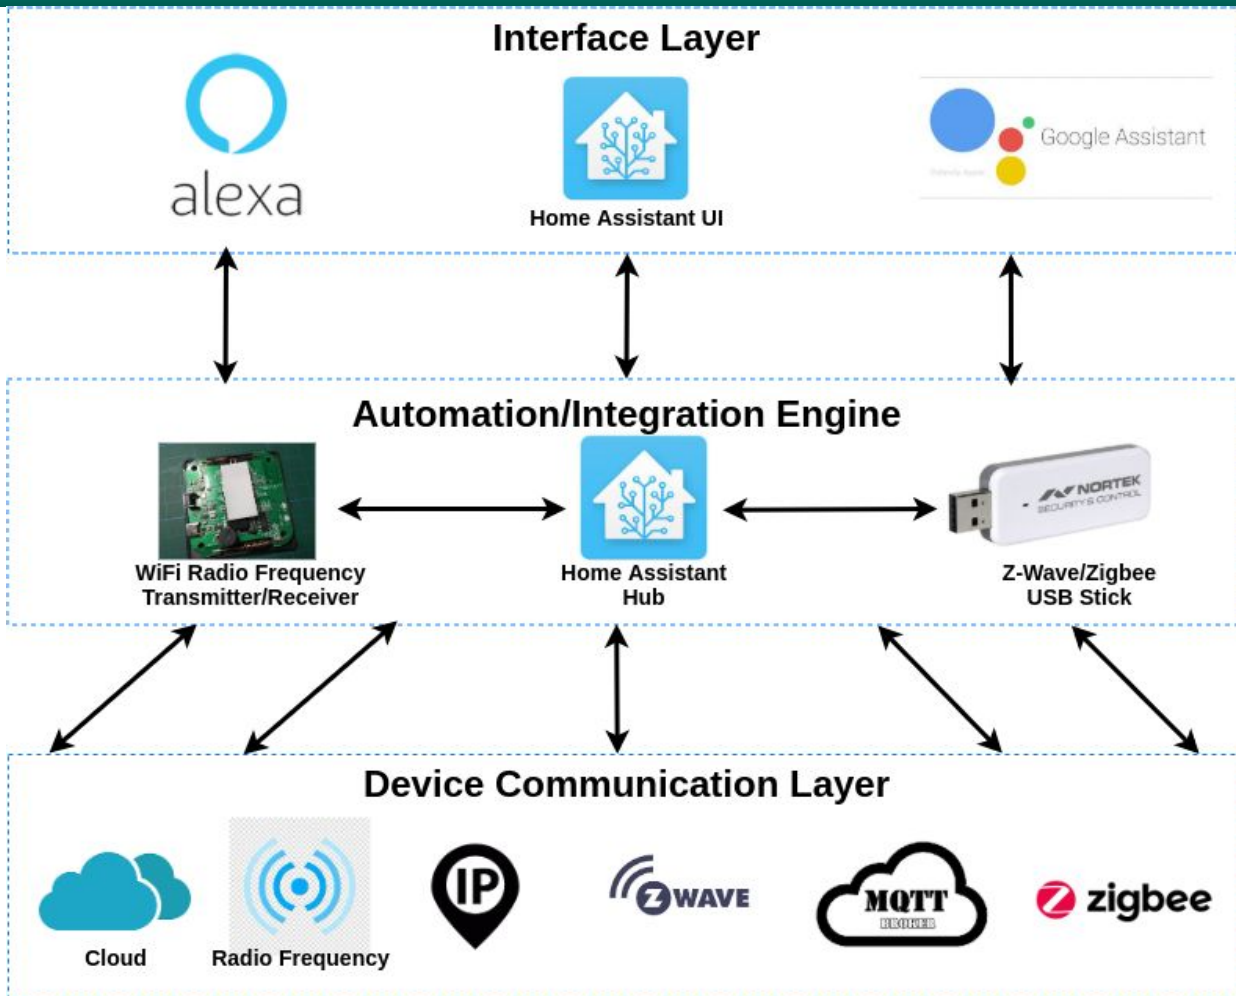 Interface Layer
alexa
Home Assistant UI
Google Assistant
Automation/Integration Engine
NORTEK
SECURITY & CONTROL
WiFi Radio Frequency
Transmitter/Receiver
Home Assistant
Hub
Z-Wave/Zigbee
USB Stick
Device Communication Layer
Cloud
Radio Frequency
IP
Z WAVE
MQTT
BROKER
zigbee